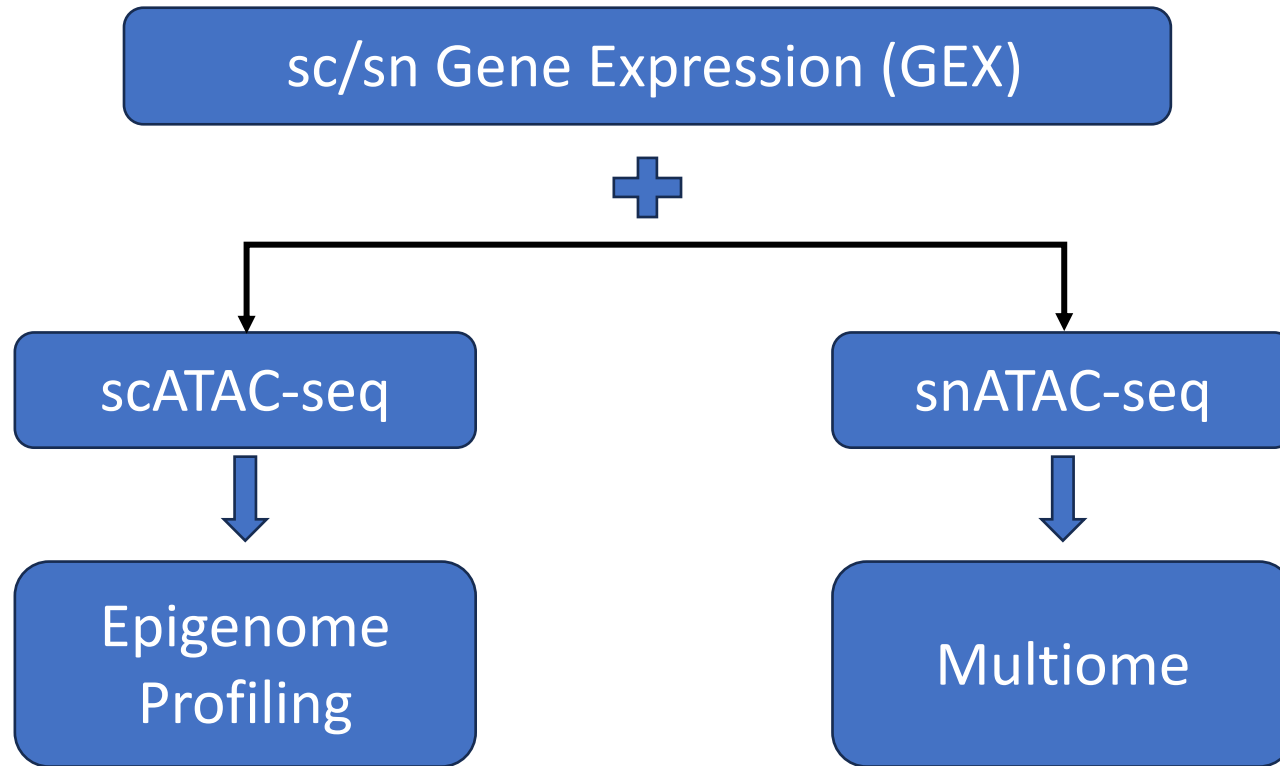 sc/sn Gene Expression (GEX)
scATAC-seq
snATAC-seq
Epigenome
Profiling
Multiome